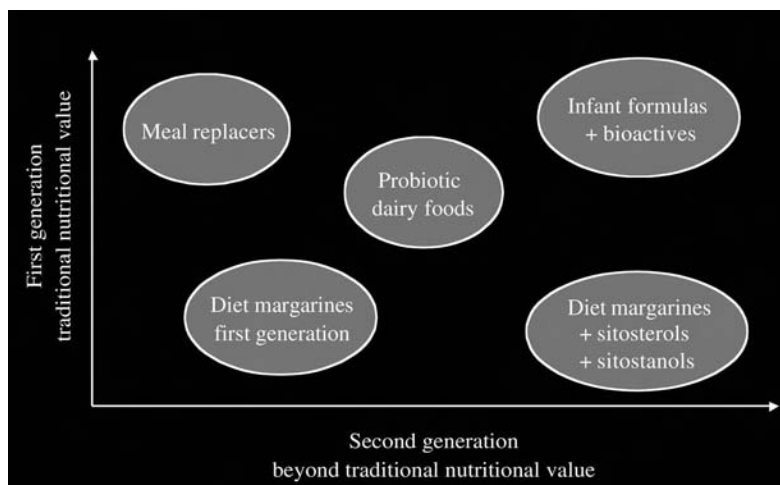 First generation
traditional nutritional value
Meal replacers
Infant formulas
+ bioactives
Probiotic
dairy foods
Diet margarines
first generation
Diet margarines
+ sitosterols
+ sitostanols
Second generation
beyond traditional nutritional value